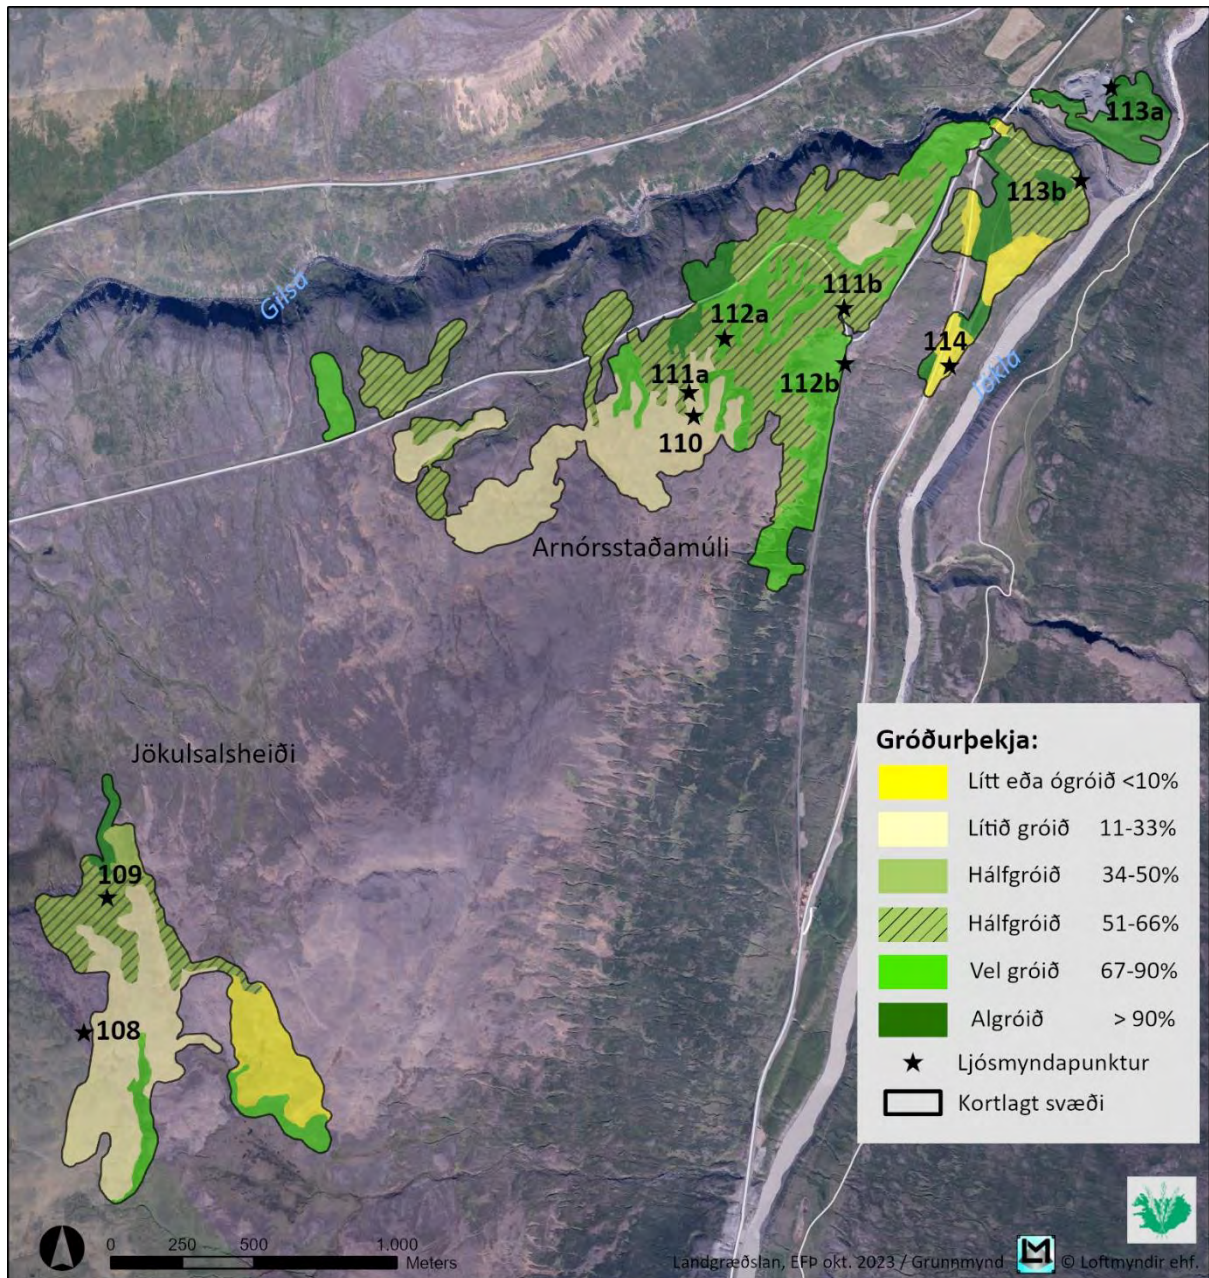 113a
113b
Gilsá
111b
112a
114
Jökla
111a
112b
110
Arnórsstaðamúli
Jökulsalsheiði
109
108
Gróðurþekja:
Lítt eða ógróið <10%
Lítið gróið 11-33%
Hálfgróið 34-50%
Hálfgróið 51-66%
Vel gróið 67-90%
Algróið > 90%
Ljósmyndapunktur
Kortlagt svæði
0 250 500 1.000
Meters
Landgræðslan, EFÞ okt. 2023 / Grunnmynd LM © Loftmyndir ehf.